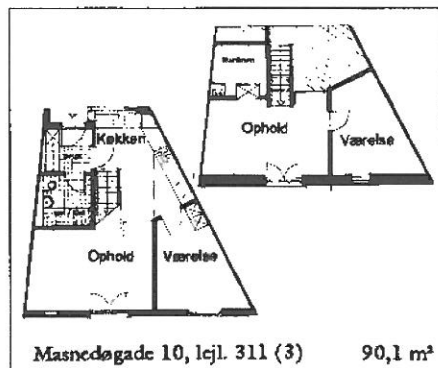 Køkken
Ophold
Værelse
Ophold
Værelse
Masnedøgade 10, lejl. 311 (3) 90,1 m²